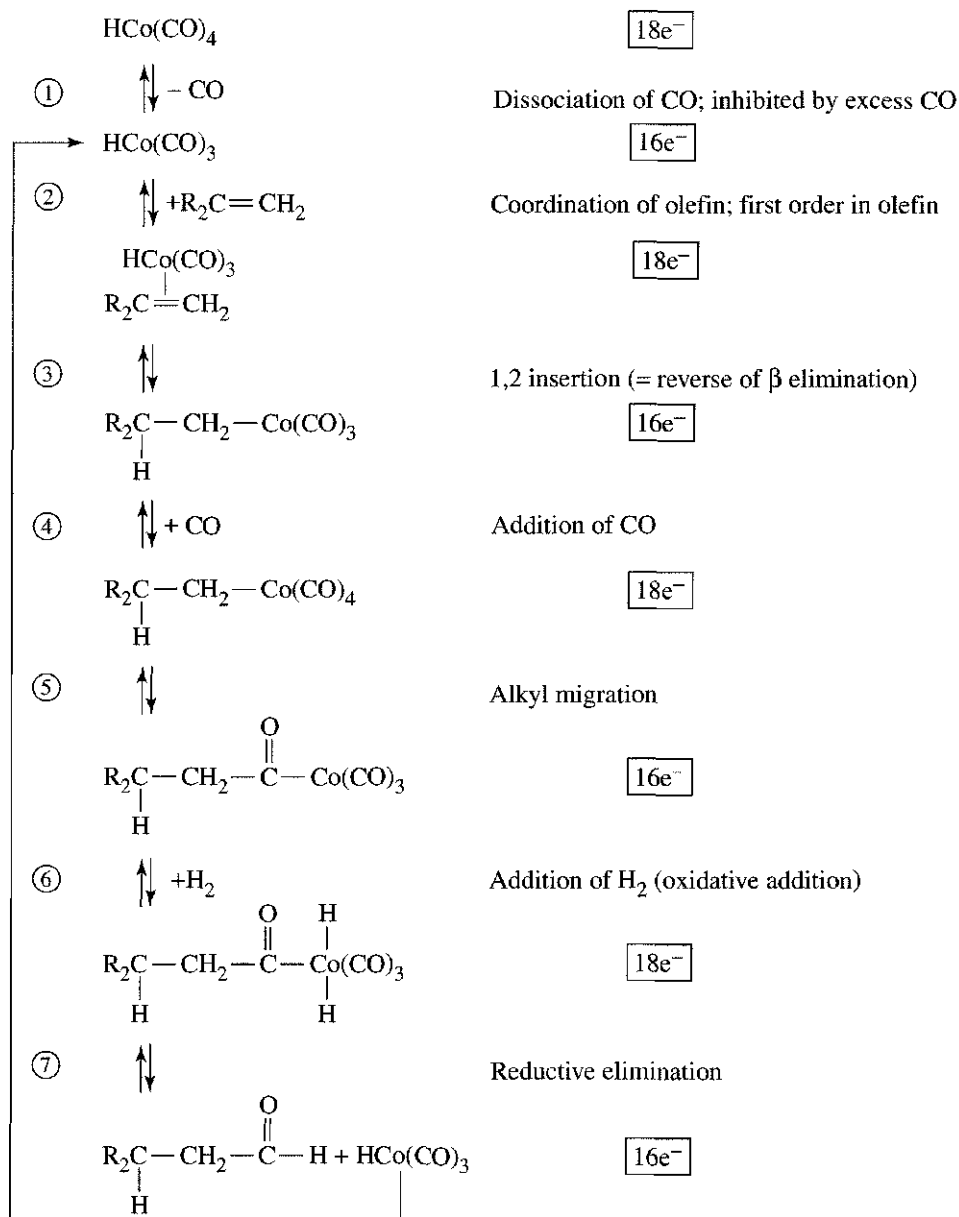 HCo(CO)₄ 18e⁻
① − CO Dissociation of CO; inhibited by excess CO
HCo(CO)₃ 16e⁻
② +R₂C=CH₂ Coordination of olefin; first order in olefin
HCo(CO)₃ 18e⁻
R₂C=CH₂
③ 1,2 insertion (= reverse of β elimination)
R₂C—CH₂—Co(CO)₃ 16e⁻
H
④ + CO Addition of CO
R₂C—CH₂—Co(CO)₄ 18e⁻
H
⑤ Alkyl migration
O
R₂C—CH₂—C—Co(CO)₃ 16e⁻
H
⑥ +H₂ Addition of H₂ (oxidative addition)
O H
R₂C—CH₂—C—Co(CO)₃ 18e⁻
H H
⑦ Reductive elimination
O
R₂C—CH₂—C—H + HCo(CO)₃ 16e⁻
H